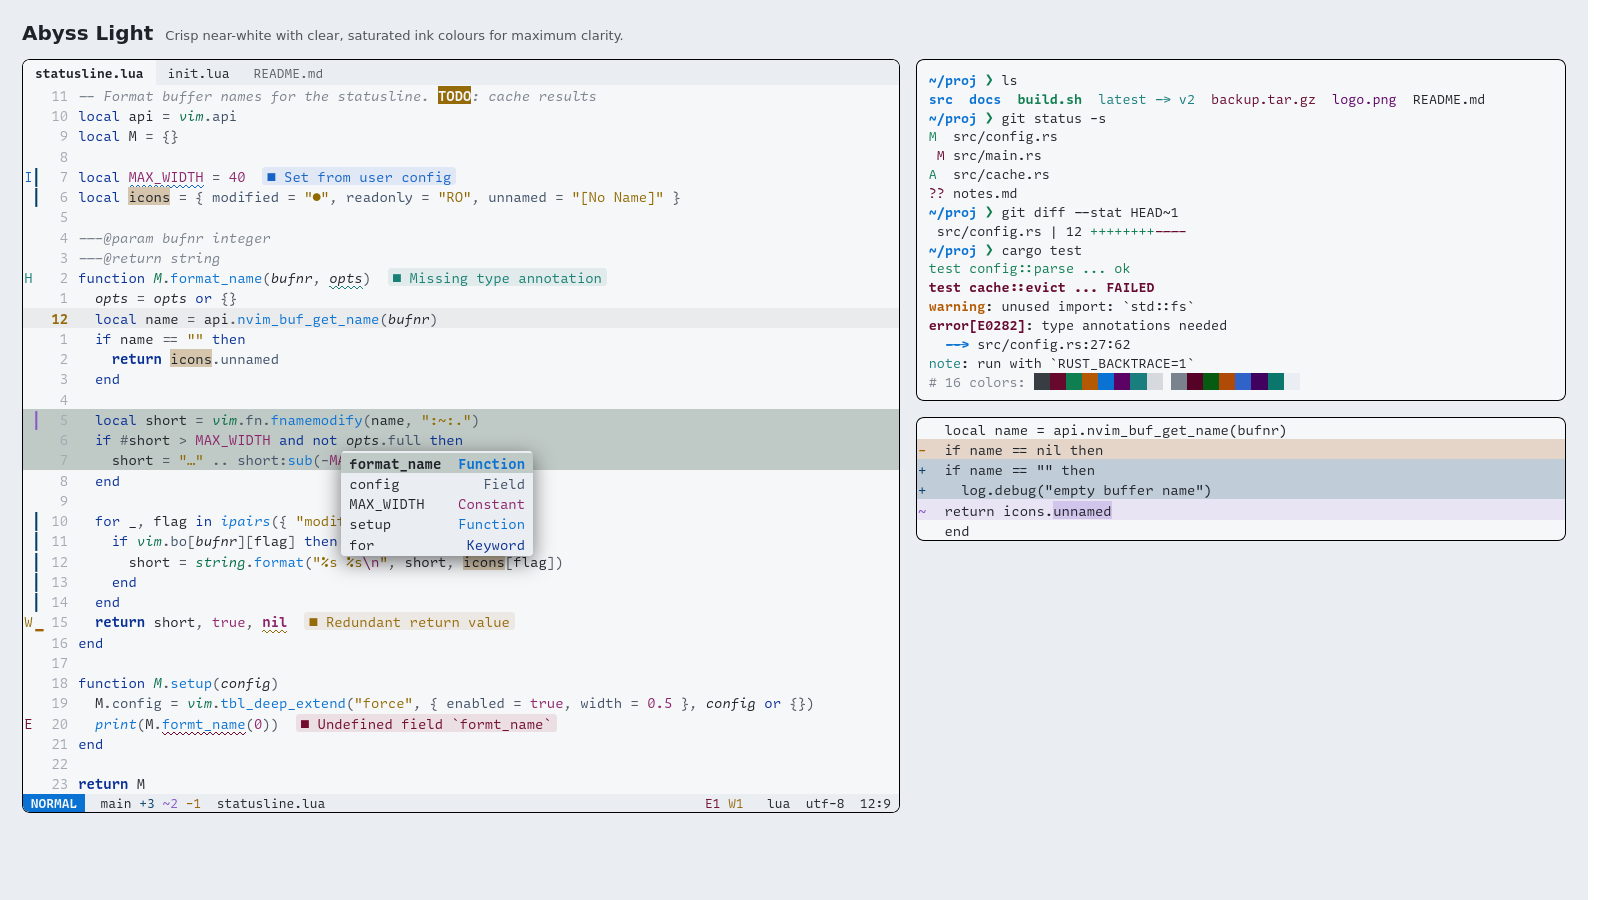 Abyss Light Crisp near-white with clear, saturated ink colours for maximum clarity.
statusline.lua init.lua README.md
11 -- Format buffer names for the statusline. TODO: cache results
10 local api = vim.api
9 local M = {}
8
I 7 local MAX_WIDTH = 40 ■ Set from user config
6 local icons = { modified = "●", readonly = "RO", unnamed = "[No Name]" }
5
4 ---@param bufnr integer
3 ---@return string
H 2 function M.format_name(bufnr, opts) ■ Missing type annotation
1 opts = opts or {}
12 local name = api.nvim_buf_get_name(bufnr)
1 if name == "" then
2 return icons.unnamed
3 end
4
5 local short = vim.fn.fnamemodify(name, ":~:.")
6 if #short > MAX_WIDTH and not opts.full then
7 short = "…" .. short:sub(-MA
8 end
9
10 for _, flag in ipairs({ "modif
11 if vim.bo[bufnr][flag] then
12 short = string.format("%s %s\n", short, icons[flag])
13 end
14 end
W 15 return short, true, nil ■ Redundant return value
16 end
17
18 function M.setup(config)
19 M.config = vim.tbl_deep_extend("force", { enabled = true, width = 0.5 }, config or {})
E 20 print(M.formt_name(0)) ■ Undefined field `formt_name`
21 end
22
23 return M
format_name Function
config Field
MAX_WIDTH Constant
setup Function
for Keyword
NORMAL main +3 ~2 -1 statusline.lua E1 W1 lua utf-8 12:9
~/proj ❯ ls
src docs build.sh latest -> v2 backup.tar.gz logo.png README.md
~/proj ❯ git status -s
M src/config.rs
M src/main.rs
A src/cache.rs
?? notes.md
~/proj ❯ git diff --stat HEAD~1
src/config.rs | 12 ++++++++----
~/proj ❯ cargo test
test config::parse ... ok
test cache::evict ... FAILED
warning: unused import: `std::fs`
error[E0282]: type annotations needed
--> src/config.rs:27:62
note: run with `RUST_BACKTRACE=1`
# 16 colors:
local name = api.nvim_buf_get_name(bufnr)
- if name == nil then
+ if name == "" then
+ log.debug("empty buffer name")
~ return icons.unnamed
end